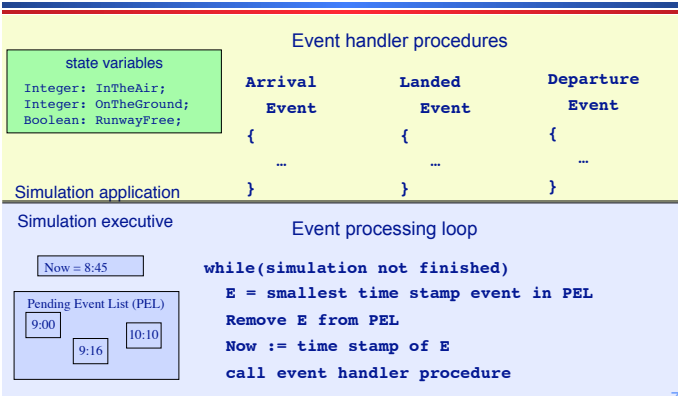 Event handler procedures
state variables
Integer: InTheAir;
Integer: OnTheGround;
Boolean: RunwayFree;
Arrival
Event
{
…
}
Landed
Event
{
…
}
Departure
Event
{
…
}
Simulation application
Simulation executive
Event processing loop
Now = 8:45
Pending Event List (PEL)
9:00
9:16
10:10
while(simulation not finished)
E = smallest time stamp event in PEL
Remove E from PEL
Now := time stamp of E
call event handler procedure